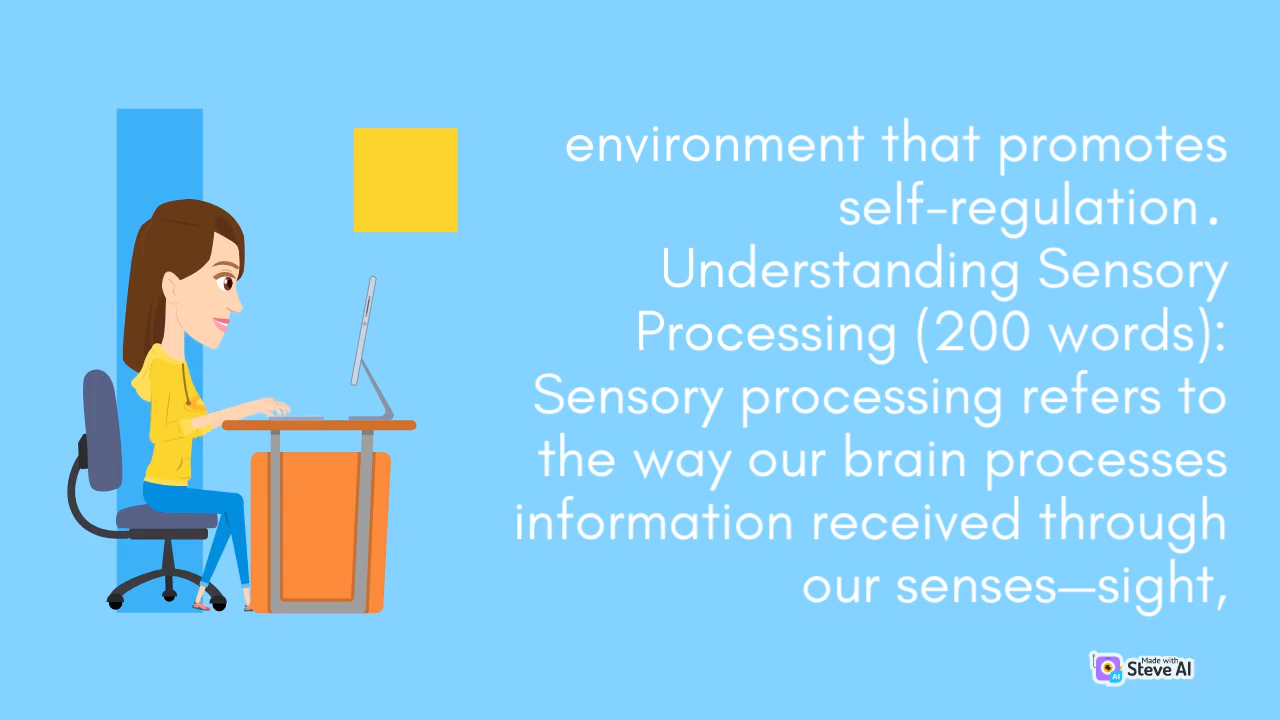 environment that promotes
self-regulation.
Understanding Sensory
Processing (200 words):
Sensory processing refers to
the way our brain processes
information received through
our senses—sight,
Made with
Steve AI
AI